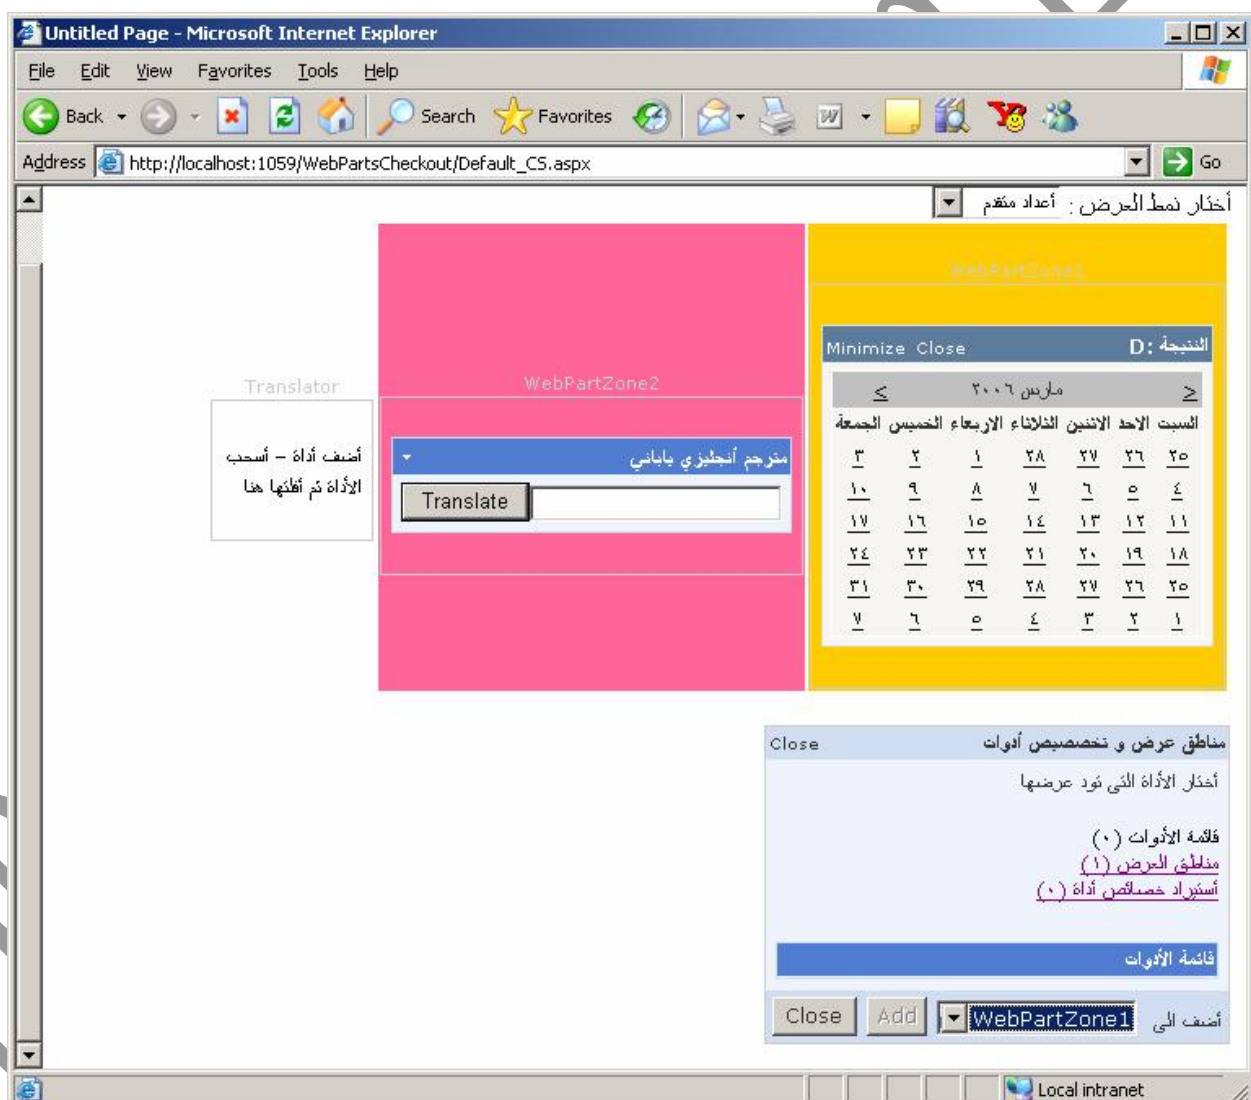 Untitled Page - Microsoft Internet Explorer
File Edit View Favorites Tools Help
Back Search Favorites
Address http://localhost:1059/WebPartsCheckout/Default_CS.aspx Go
أختار نمط العرض : أعداد متقدم
WebPartZone1
النتيجة :D Minimize Close
< مارس ٢٠٠٦ >
السبت الاحد الاثنين الثلاثاء الاربعاء الخميس الجمعة
٢٥ ٢٦ ٢٧ ٢٨ ١ ٢ ٣
٤ ٥ ٦ ٧ ٨ ٩ ١٠
١١ ١٢ ١٣ ١٤ ١٥ ١٦ ١٧
١٨ ١٩ ٢٠ ٢١ ٢٢ ٢٣ ٢٤
٢٥ ٢٦ ٢٧ ٢٨ ٢٩ ٣٠ ٣١
١ ٢ ٣ ٤ ٥ ٦ ٧
WebPartZone2
مترجم أنجليزي ياباني
Translate
Translator
أضف أداة – أسحب
الأداة ثم أفلتها هنا
مناطق عرض و تخصصيص أدوات Close
أختار الأداة التى تود عرضها
قائمة الأدوات (٠)
مناطق العرض (١)
أستيراد خصائص أداة (٠)
قائمة الأدوات
أضف الى WebPartZone1 Add Close
Local intranet